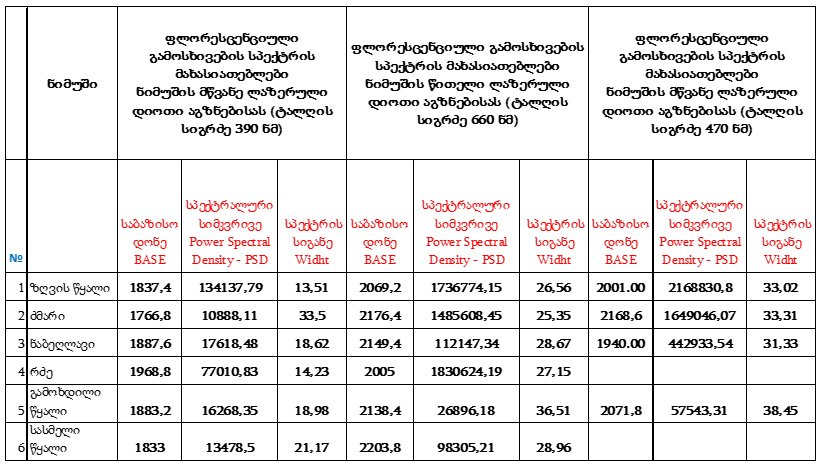 ნიმუში
ფლორესცენციული
გამოსხივების სპექტრის
მახასიათებლები
ნიმუშის მწვანე ლაზერული
დიოთი აგზნებისას (ტალღის
სიგრძე 390 ნმ)
ფლორესცენციული გამოსხივების
სპექტრის მახასიათებლები
ნიმუშის წითელი ლაზერული
დიოთი აგზნებისას (ტალღის
სიგრძე 660 ნმ)
ფლორესცენციული
გამოსხივების სპექტრის
მახასიათებლები
ნიმუშის მწვანე ლაზერული
დიოთი აგზნებისას (ტალღის
სიგრძე 470 ნმ)
№
საბაზისო
დონე
BASE
სპექტრალური
სიმკვრივე
Power Spectral
Density - PSD
სპექტრის
სიგანე
Widht
საბაზისო
დონე
BASE
სპექტრალური
სიმკვრივე
Power Spectral
Density - PSD
სპექტრის
სიგანე
Widht
საბაზისო
დონე
BASE
სპექტრალური
სიმკვრივე
Power Spectral
Density - PSD
სპექტრის
სიგანე
Widht
1 ზღვის წყალი 1837,4 134137,79 13,51 2069,2 1736774,15 26,56 2001.00 2168830,8 33,02
2 ძმარი 1766,8 10888,11 33,5 2176,4 1485608,45 25,35 2168,6 1649046,07 33,31
3 ნაბეღლავი 1887,6 17618,48 18,62 2149,4 112147,34 28,67 1940.00 442933,54 31,33
4 რძე 1968,8 77010,83 14,23 2005 1830624,19 27,15
გამოხდილი
5 წყალი 1883,2 16268,35 18,98 2138,4 26896,18 36,51 2071,8 57543,31 38,45
სასმელი
6 წყალი 1833 13478,5 21,17 2203,8 98305,21 28,96